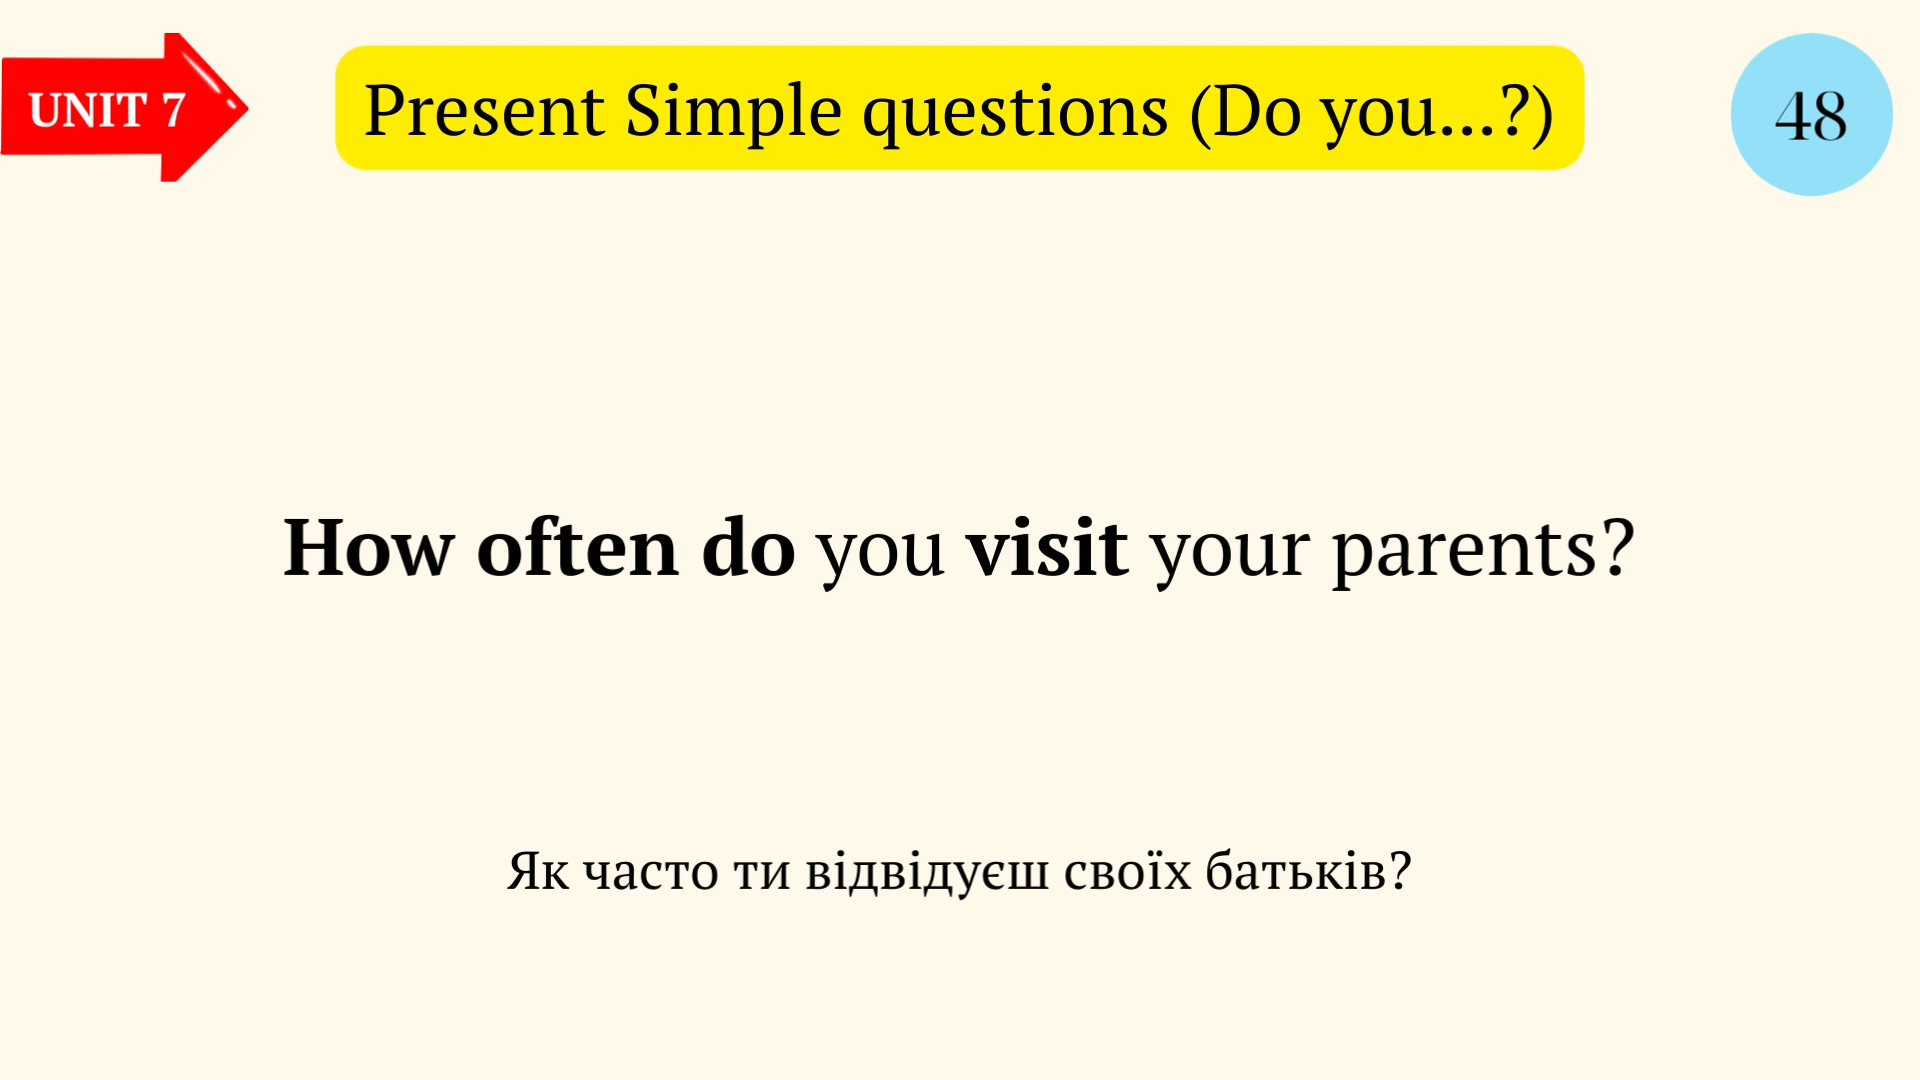 UNIT 7
Present Simple questions (Do you...?)
48
How often do you visit your parents?
Як часто ти відвідуєш своїх батьків?